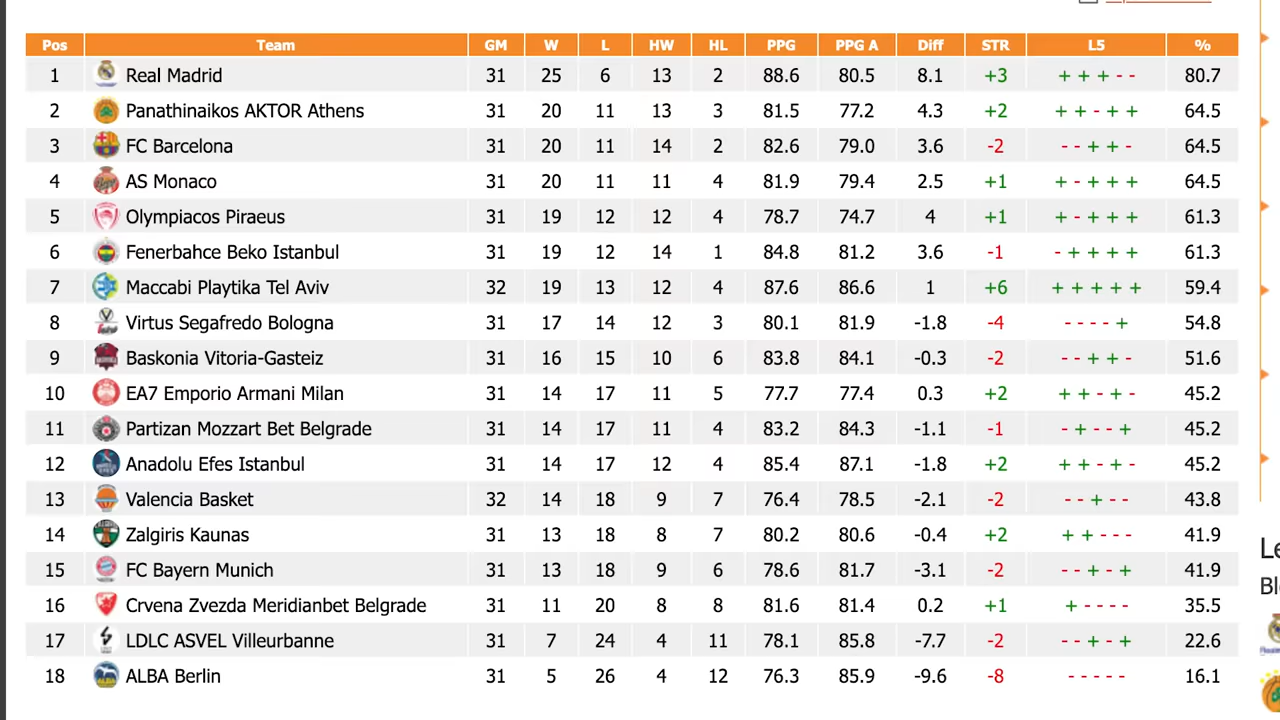 Pos Team GM W L HW HL PPG PPG A Diff STR L5 %
1 Real Madrid 31 25 6 13 2 88.6 80.5 8.1 +3 + + + - - 80.7
2 Panathinaikos AKTOR Athens 31 20 11 13 3 81.5 77.2 4.3 +2 + + - + + 64.5
3 FC Barcelona 31 20 11 14 2 82.6 79.0 3.6 -2 - - + + - 64.5
4 AS Monaco 31 20 11 11 4 81.9 79.4 2.5 +1 + - + + + 64.5
5 Olympiacos Piraeus 31 19 12 12 4 78.7 74.7 4 +1 + - + + + 61.3
6 Fenerbahce Beko Istanbul 31 19 12 14 1 84.8 81.2 3.6 -1 - + + + + 61.3
7 Maccabi Playtika Tel Aviv 32 19 13 12 4 87.6 86.6 1 +6 + + + + + 59.4
8 Virtus Segafredo Bologna 31 17 14 12 3 80.1 81.9 -1.8 -4 - - - - + 54.8
9 Baskonia Vitoria-Gasteiz 31 16 15 10 6 83.8 84.1 -0.3 -2 - - + + - 51.6
10 EA7 Emporio Armani Milan 31 14 17 11 5 77.7 77.4 0.3 +2 + + - + - 45.2
11 Partizan Mozzart Bet Belgrade 31 14 17 11 4 83.2 84.3 -1.1 -1 - + - - + 45.2
12 Anadolu Efes Istanbul 31 14 17 12 4 85.4 87.1 -1.8 +2 + + - + - 45.2
13 Valencia Basket 32 14 18 9 7 76.4 78.5 -2.1 -2 - - + - - 43.8
14 Zalgiris Kaunas 31 13 18 8 7 80.2 80.6 -0.4 +2 + + - - - 41.9
15 FC Bayern Munich 31 13 18 9 6 78.6 81.7 -3.1 -2 - - + - + 41.9
16 Crvena Zvezda Meridianbet Belgrade 31 11 20 8 8 81.6 81.4 0.2 +1 + - - - - 35.5
17 LDLC ASVEL Villeurbanne 31 7 24 4 11 78.1 85.8 -7.7 -2 - - + - + 22.6
18 ALBA Berlin 31 5 26 4 12 76.3 85.9 -9.6 -8 - - - - - 16.1
Le
Bl